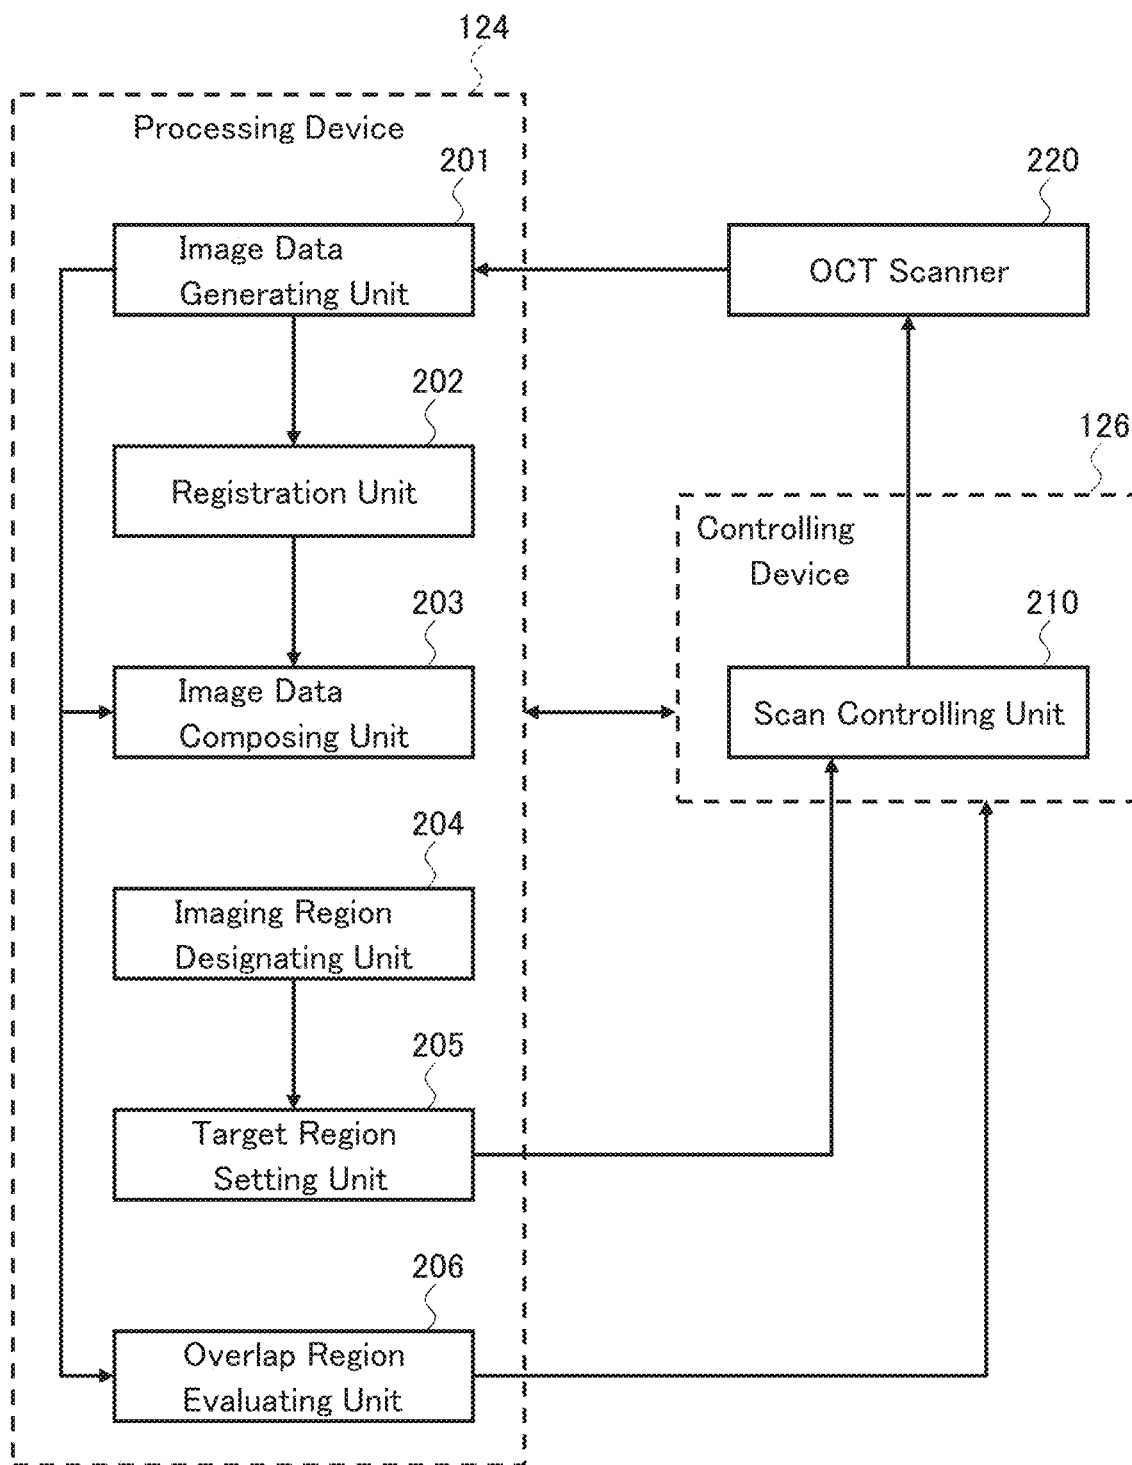 124
Processing Device
201
220
Image Data
Generating Unit
OCT Scanner
202
126
Registration Unit
Controlling
Device
203
210
Image Data
Composing Unit
Scan Controlling Unit
204
Imaging Region
Designating Unit
205
Target Region
Setting Unit
206
Overlap Region
Evaluating Unit